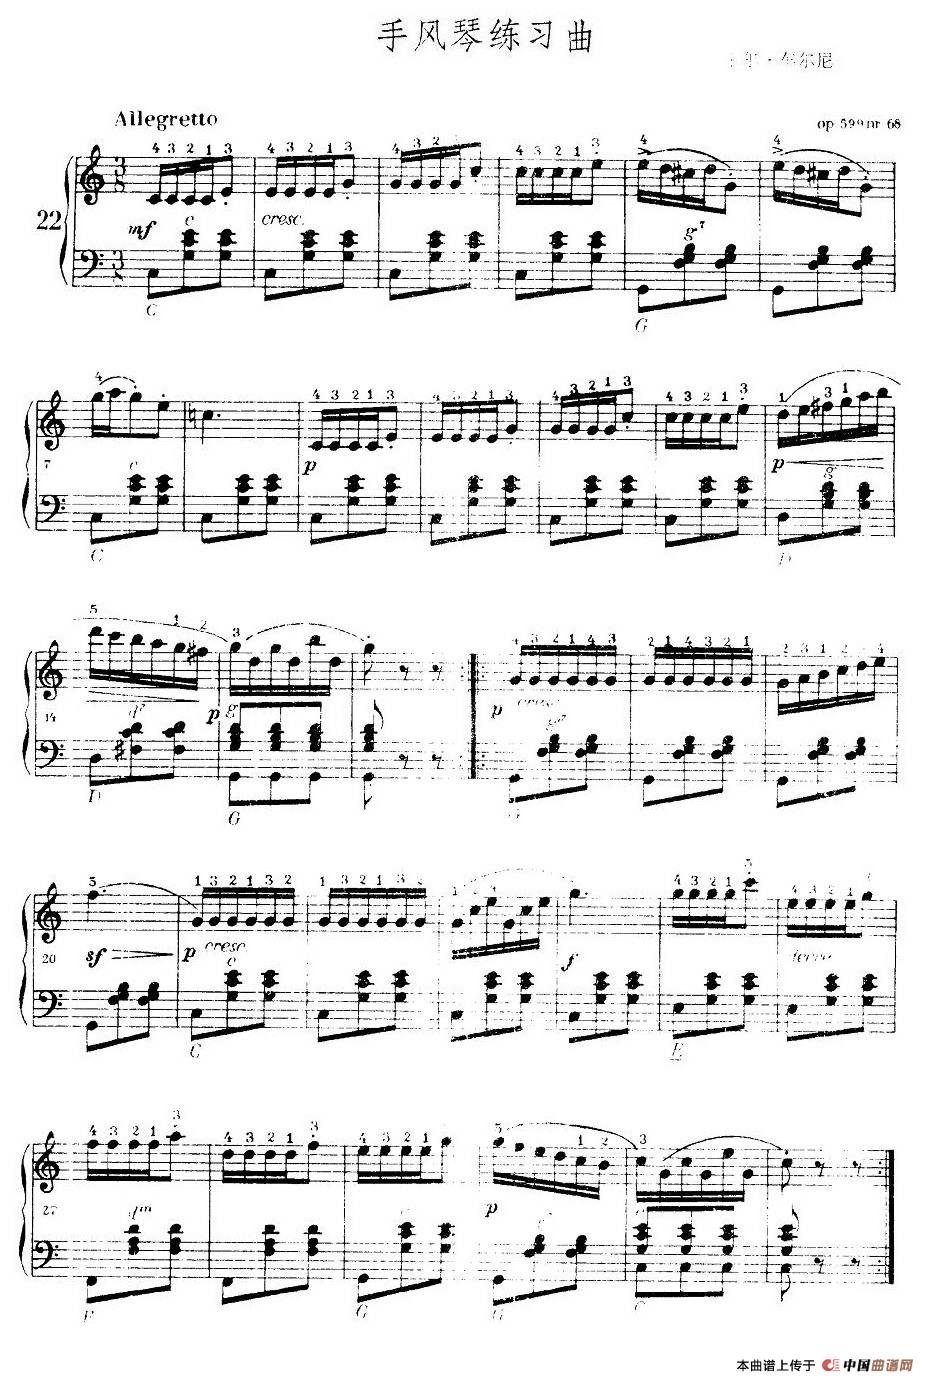 手风琴练习曲
车尔尼
Allegretto
op 599 nr 68
4 3 2 1 3 4 3 2 1 3 4 3 2 1 4 3 2 1 3 4 4
22
mf c cresc. g7
C G
4 4 3 2 1 3 4 3 2 1 3 4 3 2 1 3 4 3 2 1 3 1 3 1
7 c p p g
C D
5 1 2 3 4 3 2 1 4 3 2 1 4 3 2 1
14 p g p cresc
D G
5 1 3 2 1 3 2 1 3 2 1 3 2 1 2 3 4 3 2 1 5 4 3 2 1 4
20 sf p cresc c f
C E
4 3 2 1 3 4 3 2 1 3 4 3 2 1 5 1 2 3
27 dm p
G
本曲谱上传于 中国曲谱网